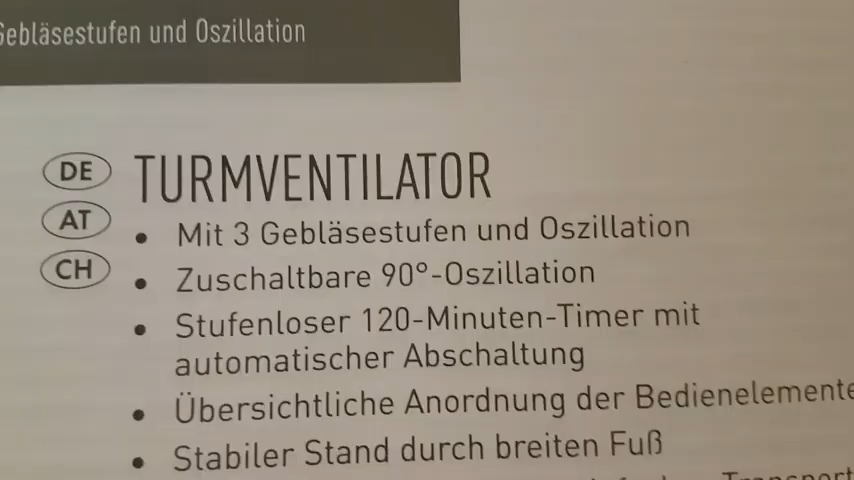 Gebläsestufen und Oszillation
DE
TURMVENTILATOR
AT
• Mit 3 Gebläsestufen und Oszillation
CH
• Zuschaltbare 90°-Oszillation
• Stufenloser 120-Minuten-Timer mit
automatischer Abschaltung
• Übersichtliche Anordnung der Bedienelemente
• Stabiler Stand durch breiten Fuß
Transport